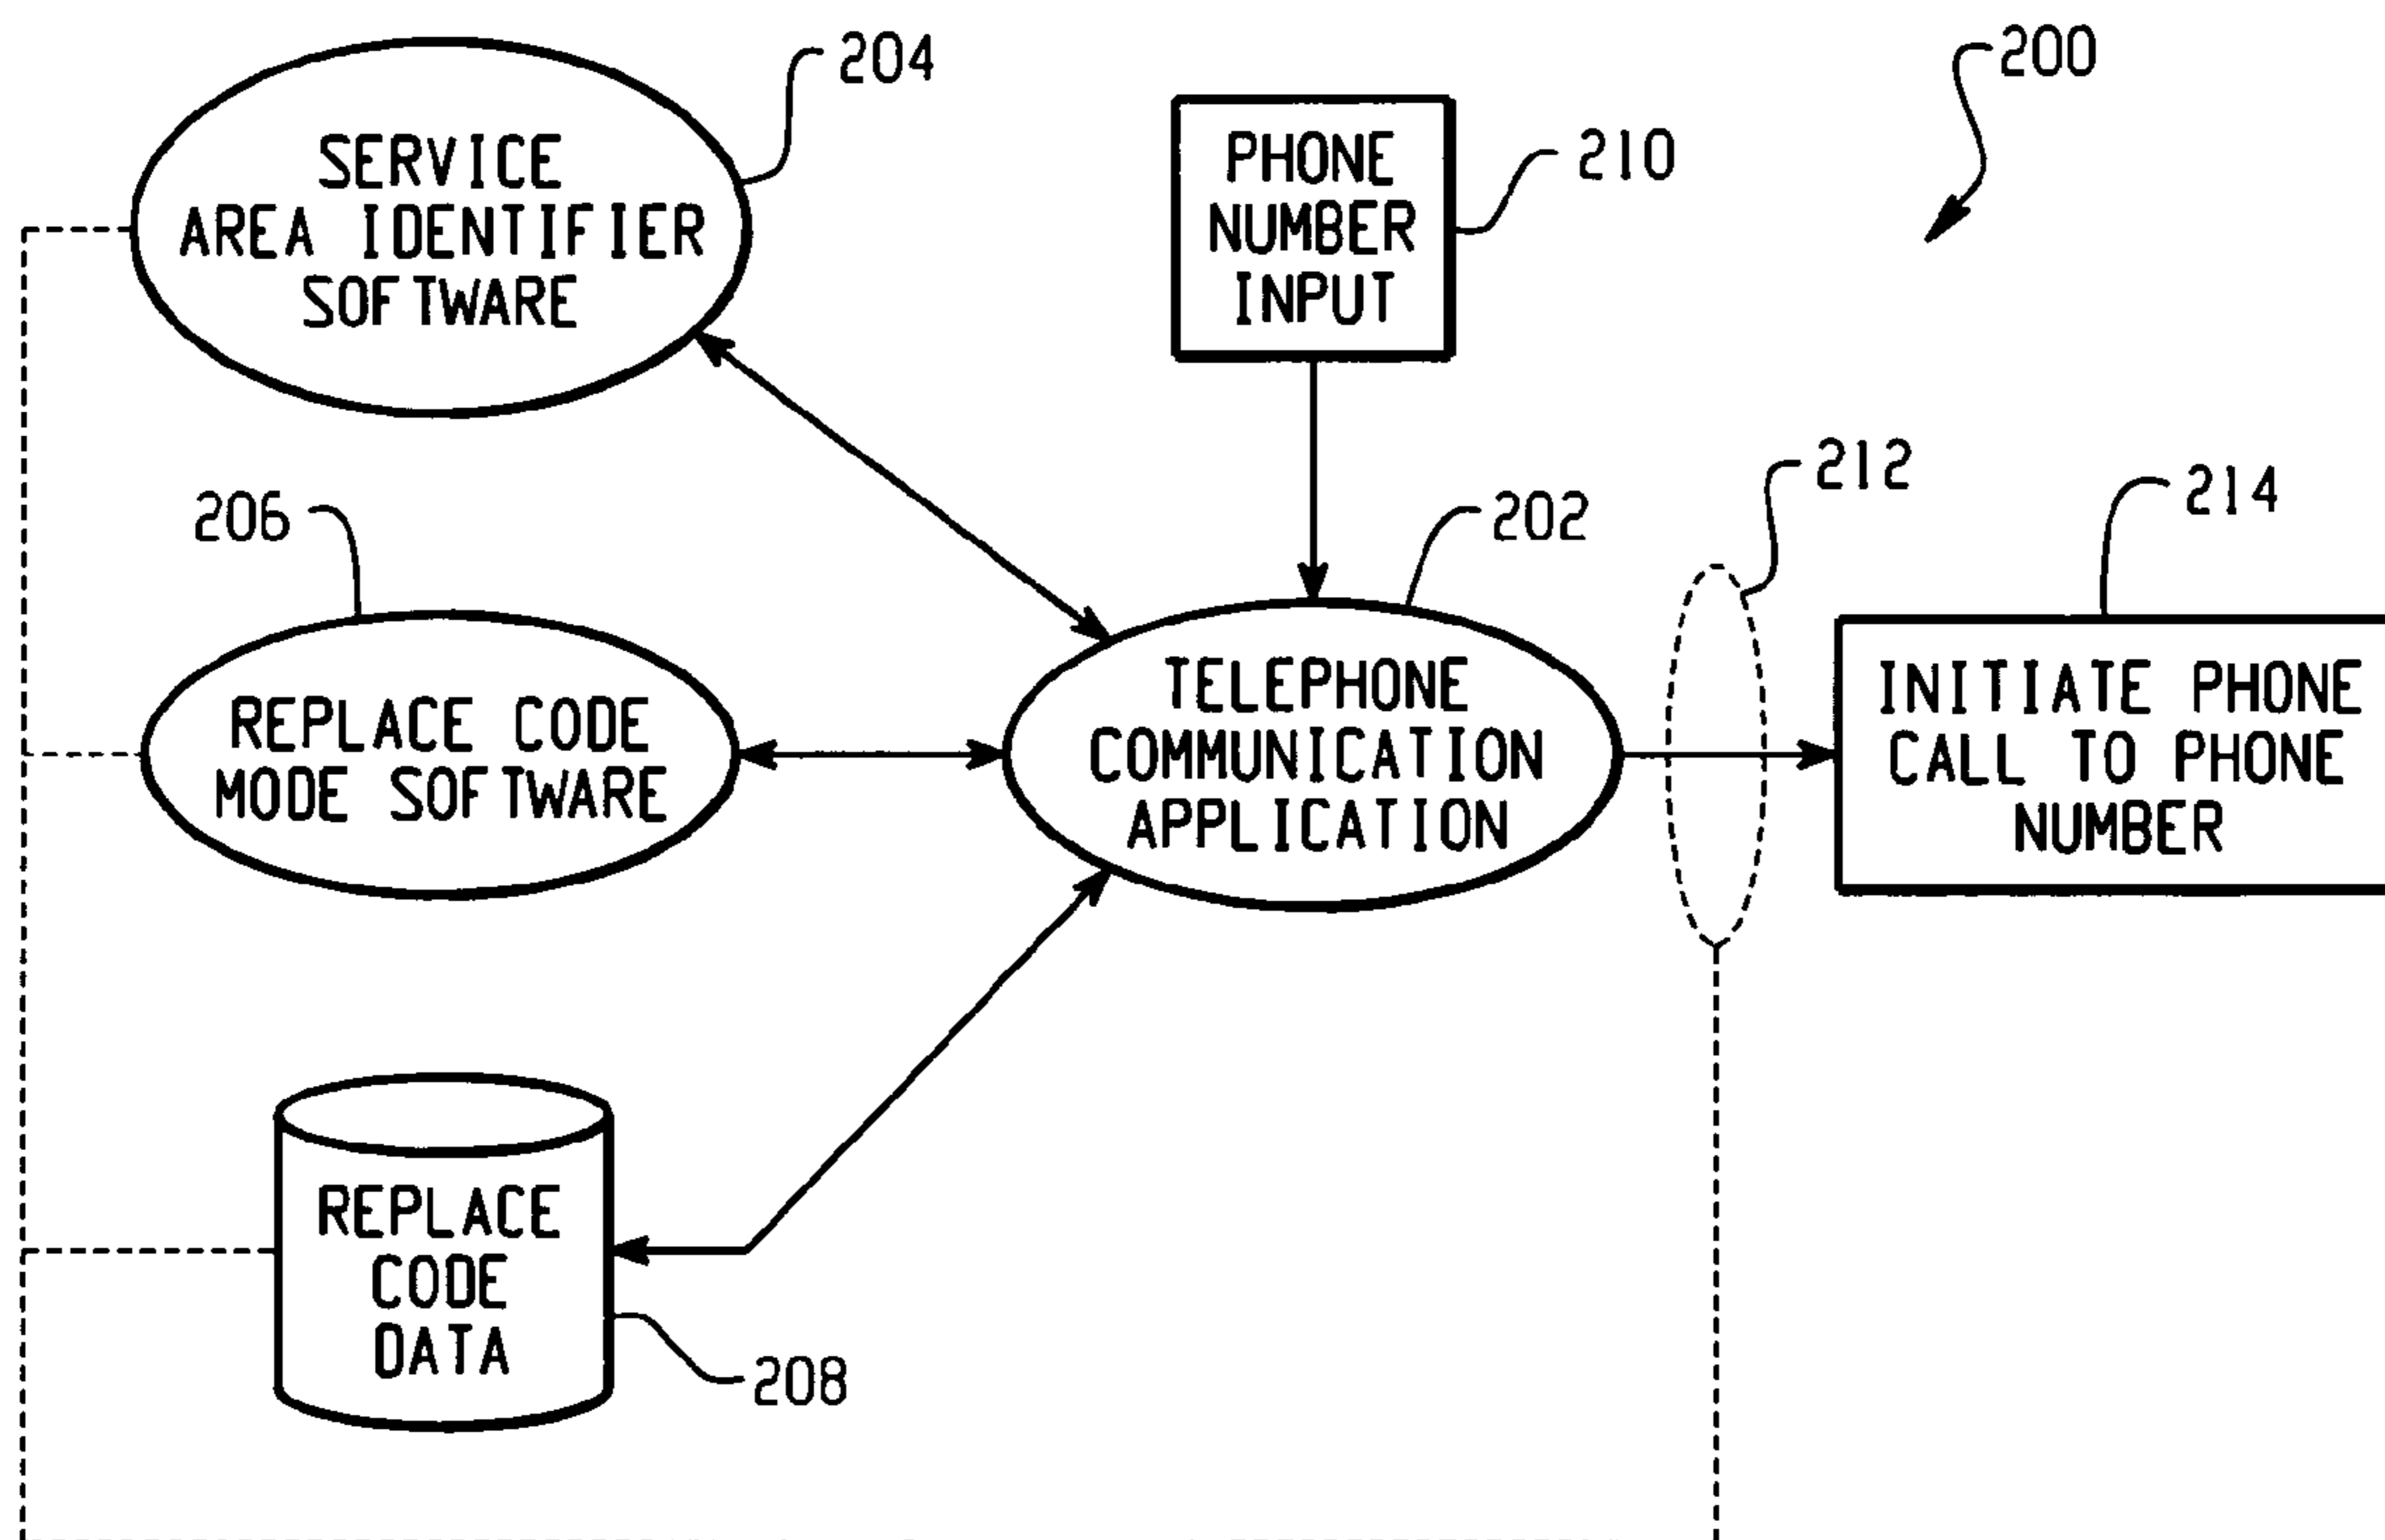 204
SERVICE
AREA IDENTIFIER
SOFTWARE
PHONE
NUMBER
INPUT
210
200
206
REPLACE CODE
MODE SOFTWARE
202
TELEPHONE
COMMUNICATION
APPLICATION
212
214
INITIATE PHONE
CALL TO PHONE
NUMBER
REPLACE
CODE
DATA
208